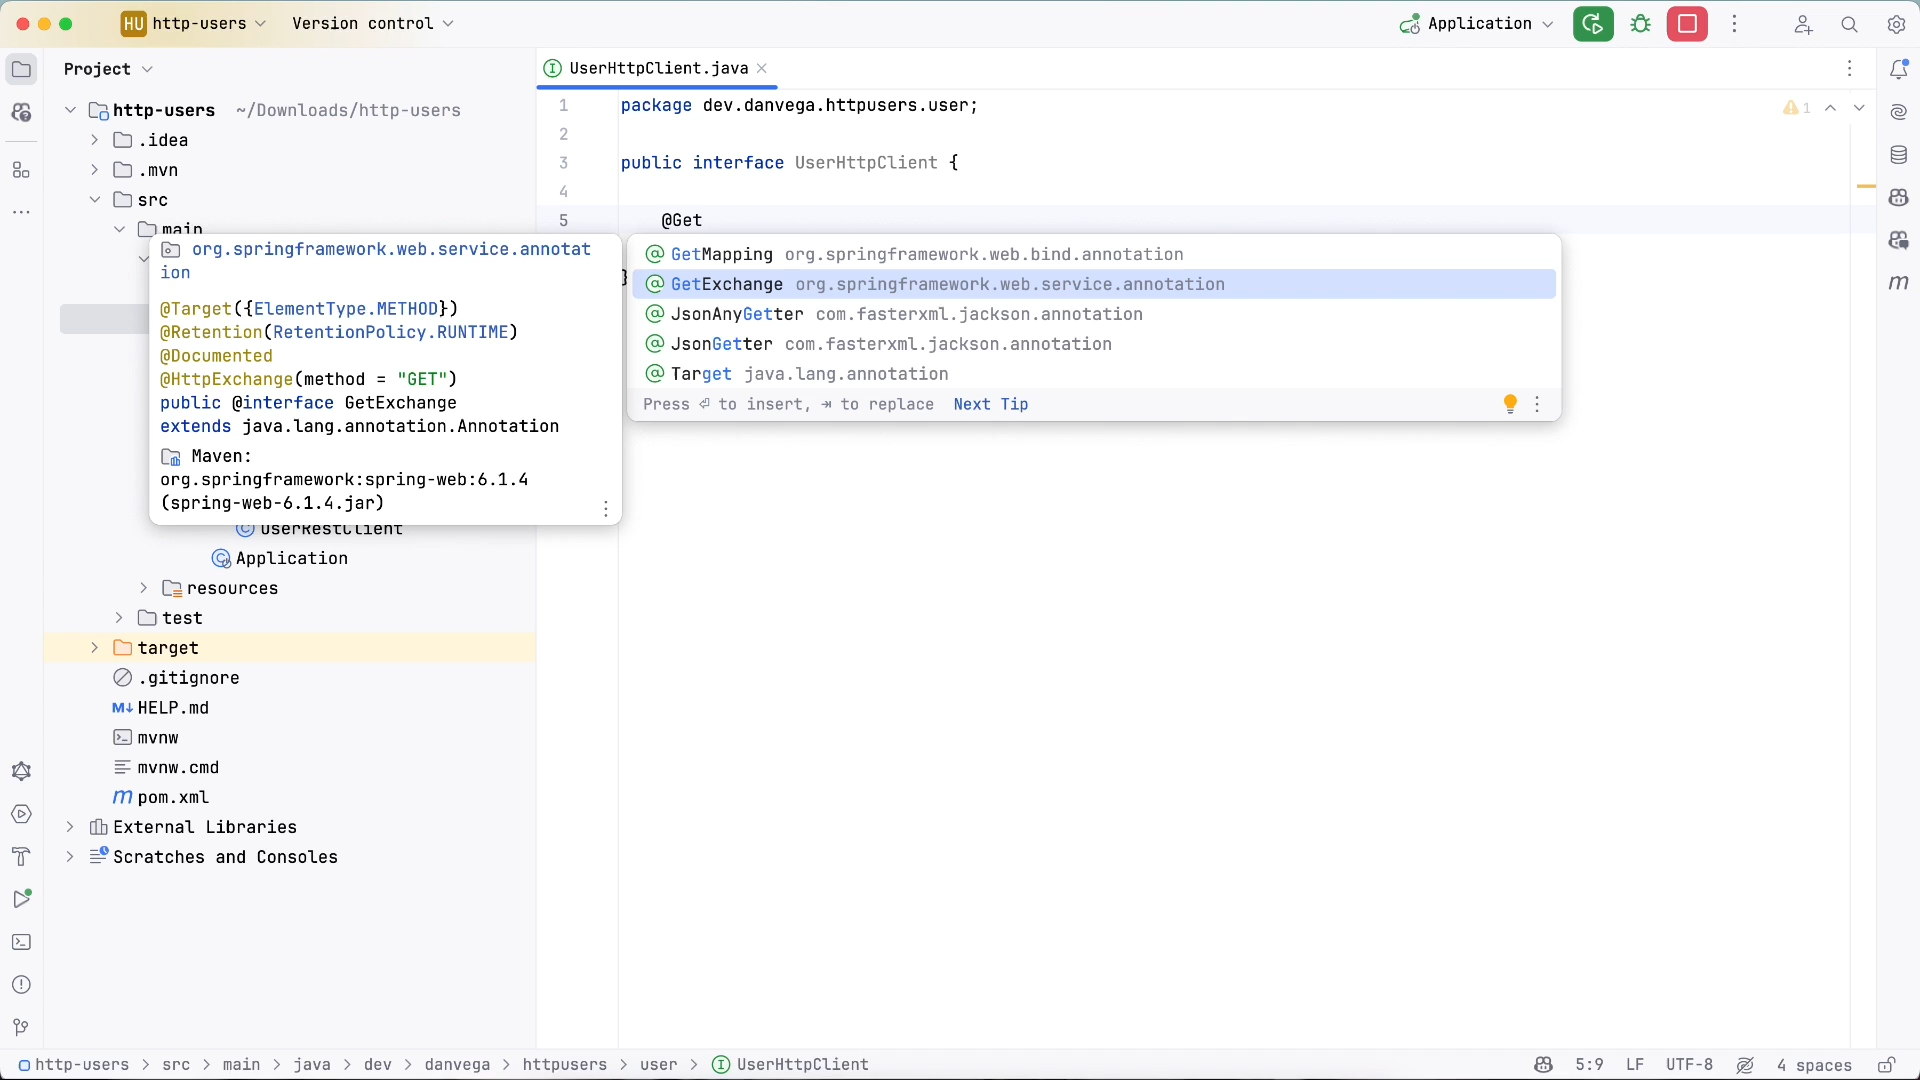 HU http-users Version control Application
Project
UserHttpClient.java
http-users ~/Downloads/http-users
.idea
.mvn
src
main
UserRestClient
Application
resources
test
target
.gitignore
M↓ HELP.md
mvnw
mvnw.cmd
m pom.xml
External Libraries
Scratches and Consoles
org.springframework.web.service.annotat
ion
@Target({ElementType.METHOD})
@Retention(RetentionPolicy.RUNTIME)
@Documented
@HttpExchange(method = "GET")
public @interface GetExchange
extends java.lang.annotation.Annotation
Maven:
org.springframework:spring-web:6.1.4
(spring-web-6.1.4.jar)
1 package dev.danvega.httpusers.user;
2
3 public interface UserHttpClient {
4
5 @Get
}
1
@ GetMapping org.springframework.web.bind.annotation
@ GetExchange org.springframework.web.service.annotation
@ JsonAnyGetter com.fasterxml.jackson.annotation
@ JsonGetter com.fasterxml.jackson.annotation
@ Target java.lang.annotation
Press ⏎ to insert, ⇥ to replace Next Tip
m
http-users > src > main > java > dev > danvega > httpusers > user > UserHttpClient 5:9 LF UTF-8 4 spaces